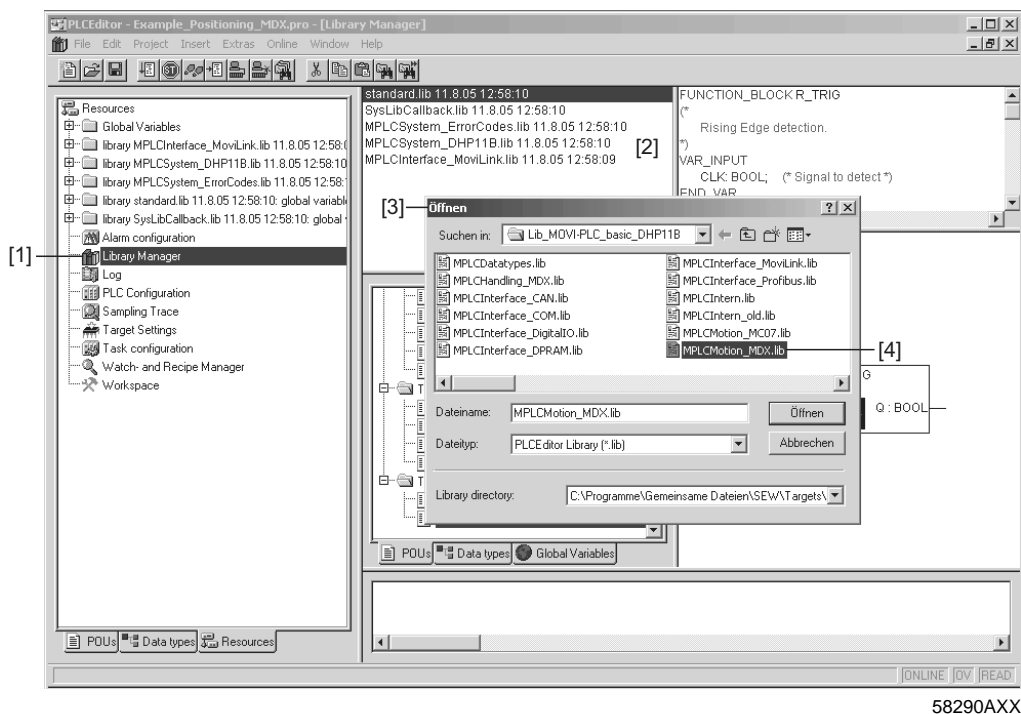 PLCEditor - Example_Positioning_MDX.pro - [Library Manager]
File Edit Project Insert Extras Online Window Help
Resources
Global Variables
library MPLCInterface_MoviLink.lib 11.8.05 12:58:0
library MPLCSystem_DHP11B.lib 11.8.05 12:58:10
library MPLCSystem_ErrorCodes.lib 11.8.05 12:58:
library standard.lib 11.8.05 12:58:10: global variabl
library SysLibCallback.lib 11.8.05 12:58:10: global
Alarm configuration
[1]
Library Manager
Log
PLC Configuration
Sampling Trace
Target Settings
Task configuration
Watch- and Recipe Manager
Workspace
POUs Data types Resources
standard.lib 11.8.05 12:58:10
SysLibCallback.lib 11.8.05 12:58:10
MPLCSystem_ErrorCodes.lib 11.8.05 12:58:10
MPLCSystem_DHP11B.lib 11.8.05 12:58:10
MPLCInterface_MoviLink.lib 11.8.05 12:58:09
[2]
FUNCTION_BLOCK R_TRIG
(*
Rising Edge detection.
*)
VAR_INPUT
CLK: BOOL; (* Signal to detect *)
END_VAR
[3]
Öffnen
Suchen in: Lib_MOVI-PLC_basic_DHP11B
MPLCDatatypes.lib
MPLCHandling_MDX.lib
MPLCInterface_CAN.lib
MPLCInterface_COM.lib
MPLCInterface_DigitalIO.lib
MPLCInterface_DPRAM.lib
MPLCInterface_MoviLink.lib
MPLCInterface_Profibus.lib
MPLCIntern.lib
MPLCIntern_old.lib
MPLCMotion_MC07.lib
MPLCMotion_MDX.lib
[4]
Dateiname: MPLCMotion_MDX.lib Öffnen
Dateityp: PLCEditor Library (*.lib) Abbrechen
Library directory: C:\Programme\Gemeinsame Dateien\SEW\Targets\
T
T
G
Q : BOOL
POUs Data types Global Variables
ONLINE OV READ
58290AXX